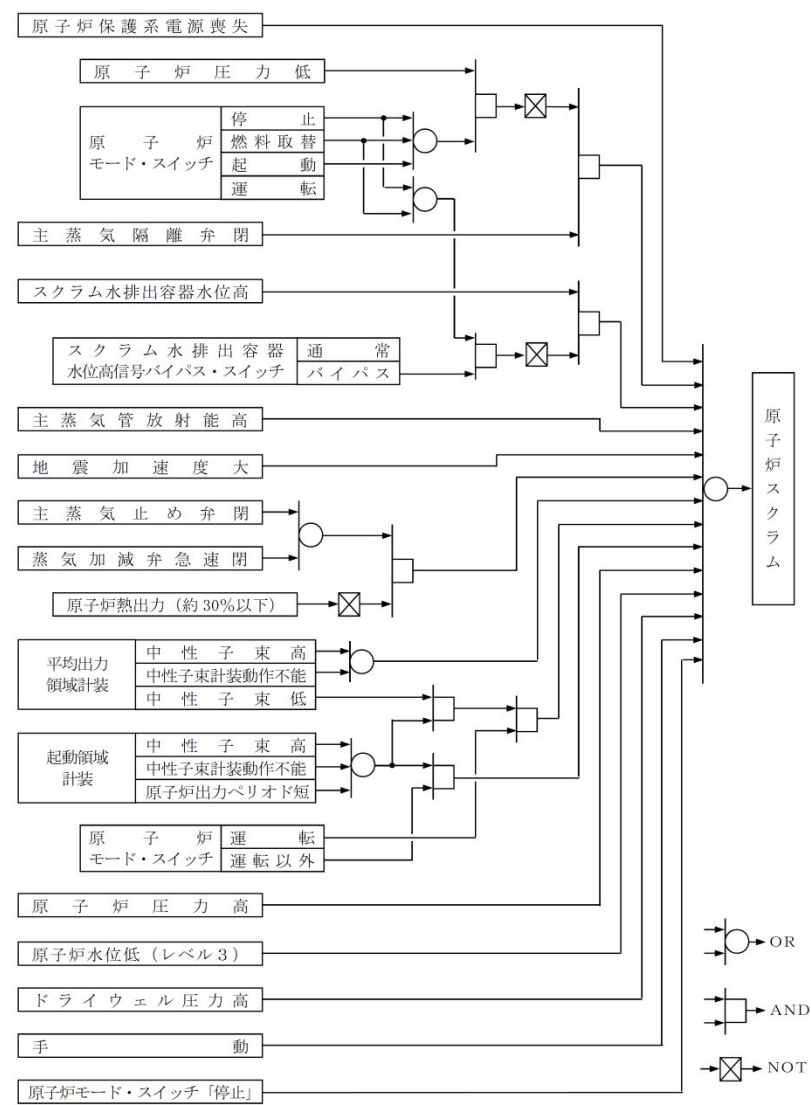 原子炉保護系電源喪失
原子炉圧力低
原子炉
モード・スイッチ
停止
燃料取替
起動
運転
主蒸気隔離弁閉
スクラム水排出容器水位高
スクラム水排出容器
水位高信号バイパス・スイッチ
通常
バイパス
主蒸気管放射能高
地震加速度大
主蒸気止め弁閉
蒸気加減弁急速閉
原子炉熱出力（約30％以下）
平均出力
領域計装
中性子束高
中性子束計装動作不能
中性子束低
起動領域
計装
中性子束高
中性子束計装動作不能
原子炉出力ペリオド短
原子炉
モード・スイッチ
運転
運転以外
原子炉圧力高
原子炉水位低（レベル３）
ドライウェル圧力高
手動
原子炉モード・スイッチ「停止」
原子炉スクラム
OR
AND
NOT